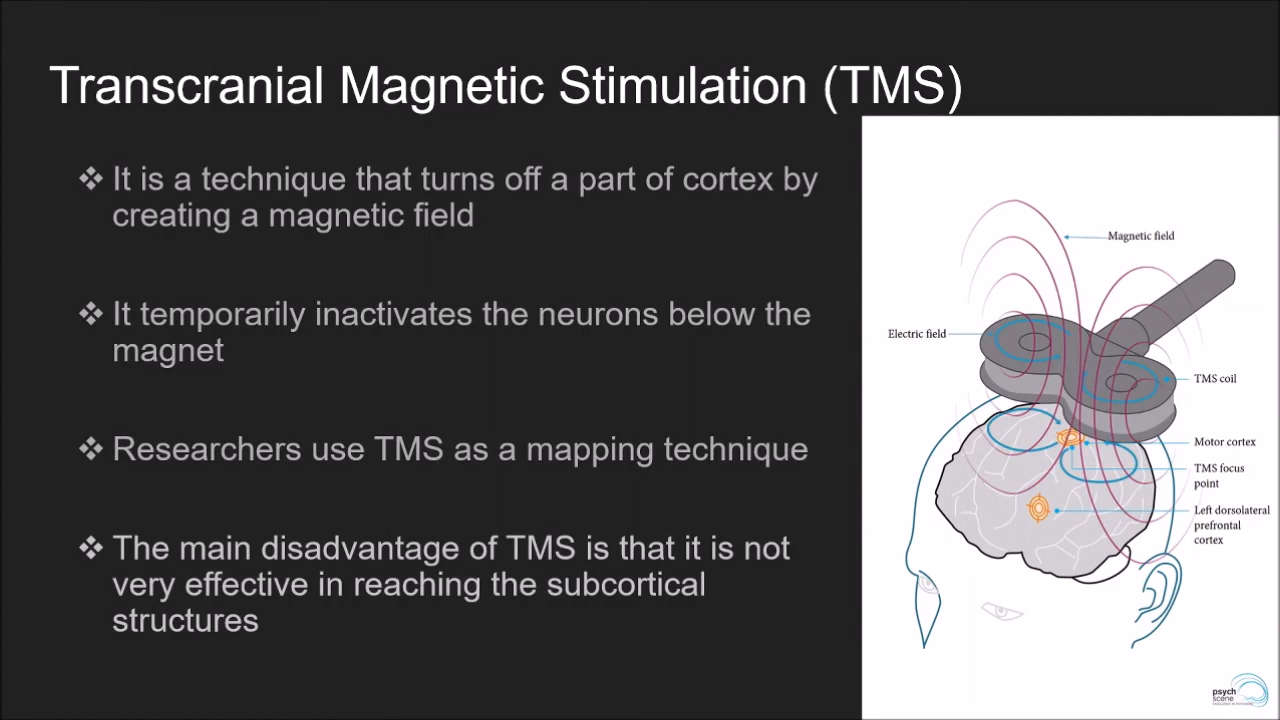 Transcranial Magnetic Stimulation (TMS)
❖ It is a technique that turns off a part of cortex by
creating a magnetic field
❖ It temporarily inactivates the neurons below the
magnet
❖ Researchers use TMS as a mapping technique
❖ The main disadvantage of TMS is that it is not
very effective in reaching the subcortical
structures
Magnetic field
Electric field
TMS coil
Motor cortex
TMS focus
point
Left dorsolateral
prefrontal
cortex
psych
scene